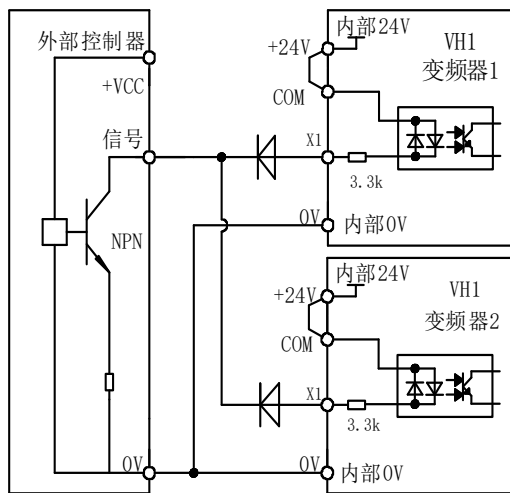 外部控制器
+VCC
信号
NPN
0V
+24V
内部24V
VH1
变频器1
COM
X1
3.3k
0V
内部0V
+24V
内部24V
VH1
变频器2
COM
X1
3.3k
0V
内部0V